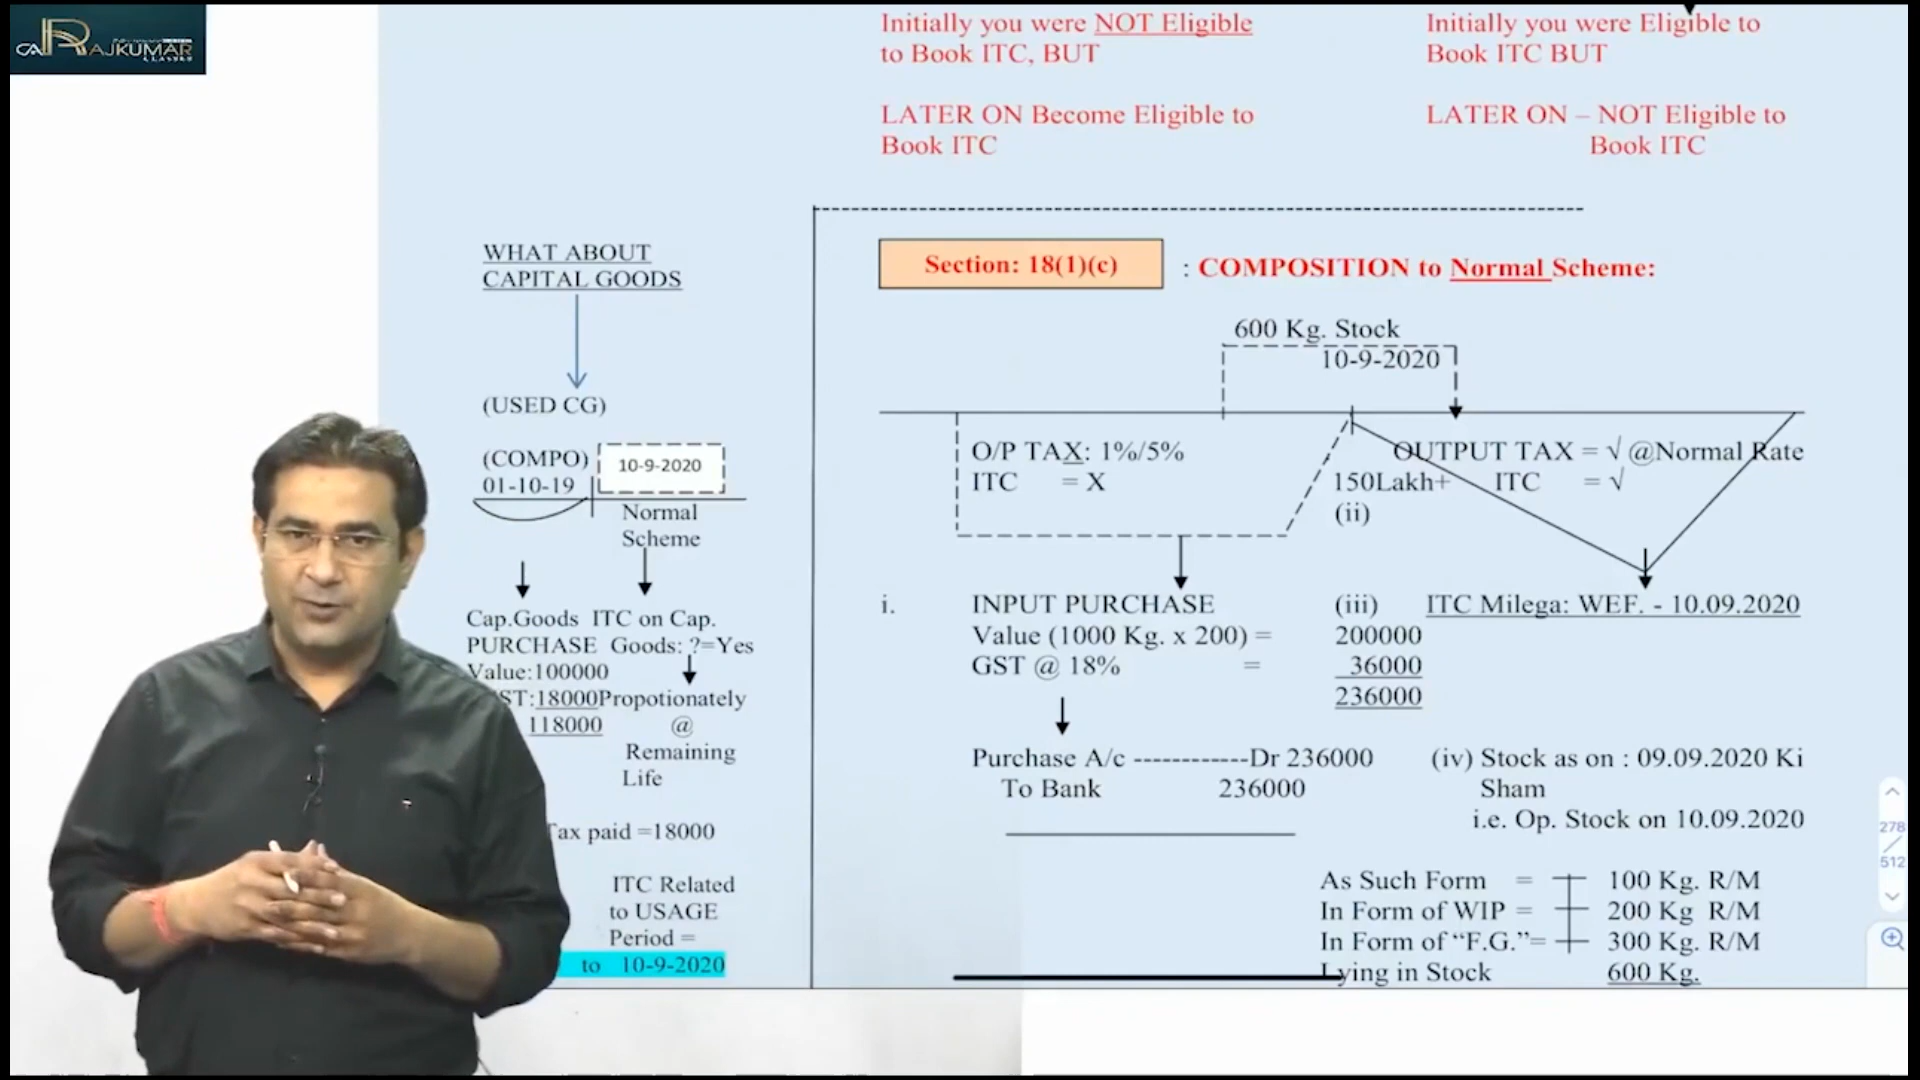 CA RAJKUMAR
CLASSES
Initially you were NOT Eligible
to Book ITC, BUT
LATER ON Become Eligible to
Book ITC
Initially you were Eligible to
Book ITC BUT
LATER ON – NOT Eligible to
Book ITC
WHAT ABOUT
CAPITAL GOODS
(USED CG)
(COMPO) 10-9-2020
01-10-19
Normal
Scheme
Cap.Goods ITC on Cap.
PURCHASE Goods: ?=Yes
Value:100000
ST:18000Propotionately
118000 @
Remaining
Life
Tax paid =18000
ITC Related
to USAGE
Period =
to 10-9-2020
Section: 18(1)(c) : COMPOSITION to Normal Scheme:
600 Kg. Stock
10-9-2020
O/P TAX: 1%/5% OUTPUT TAX = √ @Normal Rate
ITC = X 150Lakh+ ITC = √
(ii)
i. INPUT PURCHASE (iii) ITC Milega: WEF. - 10.09.2020
Value (1000 Kg. x 200) = 200000
GST @ 18% = 36000
236000
Purchase A/c ------------Dr 236000 (iv) Stock as on : 09.09.2020 Ki
To Bank 236000 Sham
i.e. Op. Stock on 10.09.2020
As Such Form = 100 Kg. R/M
In Form of WIP = 200 Kg R/M
In Form of “F.G.”= 300 Kg. R/M
Lying in Stock 600 Kg.
278
/
512